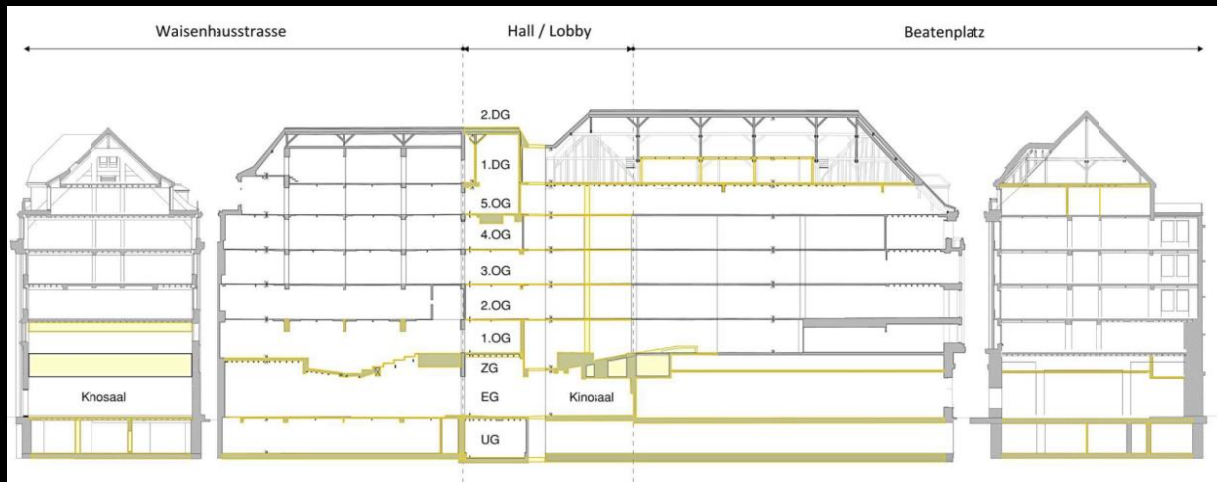 Waisenhausstrasse
Hall / Lobby
Beatenplatz
2.DG
1.DG
5.OG
4.OG
3.OG
2.OG
1.OG
ZG
Knosaal
EG
Kinosaal
UG